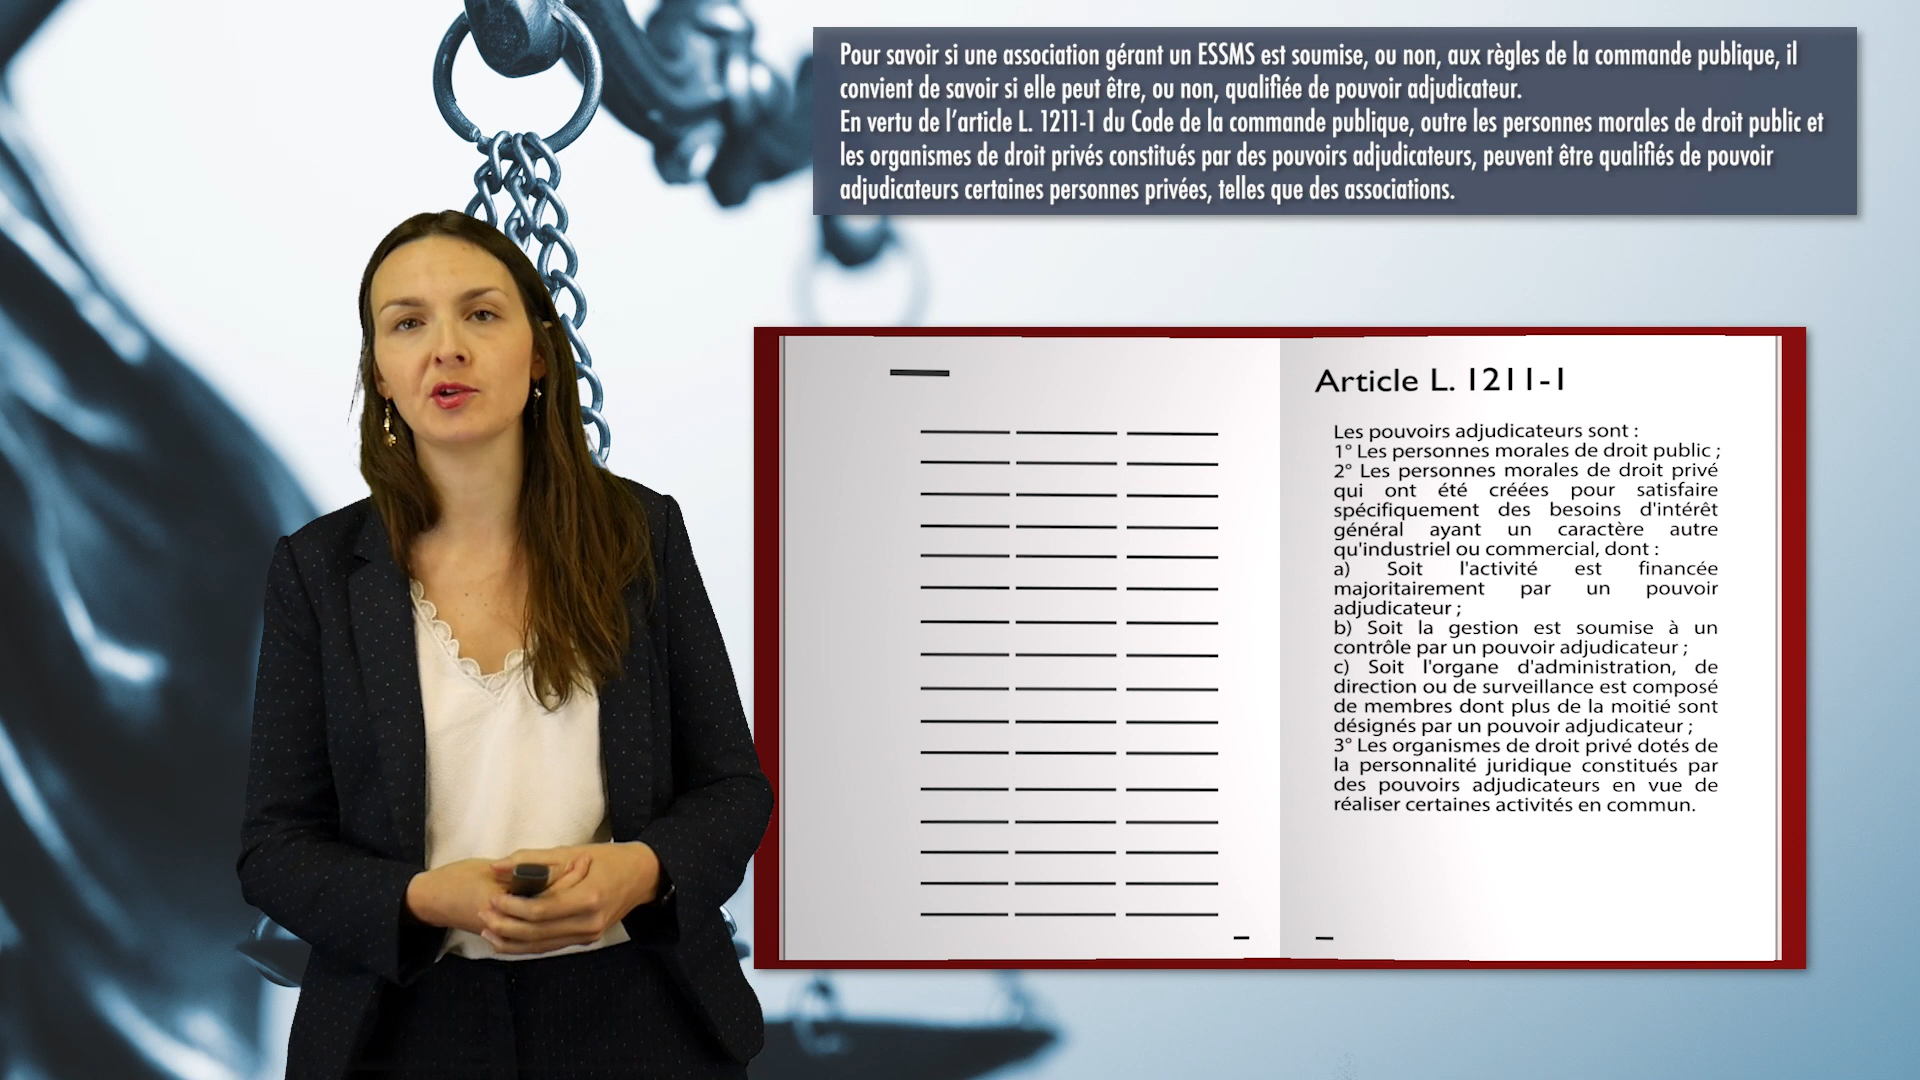 Pour savoir si une association gérant un ESSMS est soumise, ou non, aux règles de la commande publique, il
convient de savoir si elle peut être, ou non, qualifiée de pouvoir adjudicateur.
En vertu de l’article L. 1211-1 du Code de la commande publique, outre les personnes morales de droit public et
les organismes de droit privés constitués par des pouvoirs adjudicateurs, peuvent être qualifiés de pouvoir
adjudicateurs certaines personnes privées, telles que des associations.
Article L. 1211-1
Les pouvoirs adjudicateurs sont :
1° Les personnes morales de droit public ;
2° Les personnes morales de droit privé
qui ont été créées pour satisfaire
spécifiquement des besoins d'intérêt
général ayant un caractère autre
qu'industriel ou commercial, dont :
a) Soit l'activité est financée
majoritairement par un pouvoir
adjudicateur ;
b) Soit la gestion est soumise à un
contrôle par un pouvoir adjudicateur ;
c) Soit l'organe d'administration, de
direction ou de surveillance est composé
de membres dont plus de la moitié sont
désignés par un pouvoir adjudicateur ;
3° Les organismes de droit privé dotés de
la personnalité juridique constitués par
des pouvoirs adjudicateurs en vue de
réaliser certaines activités en commun.